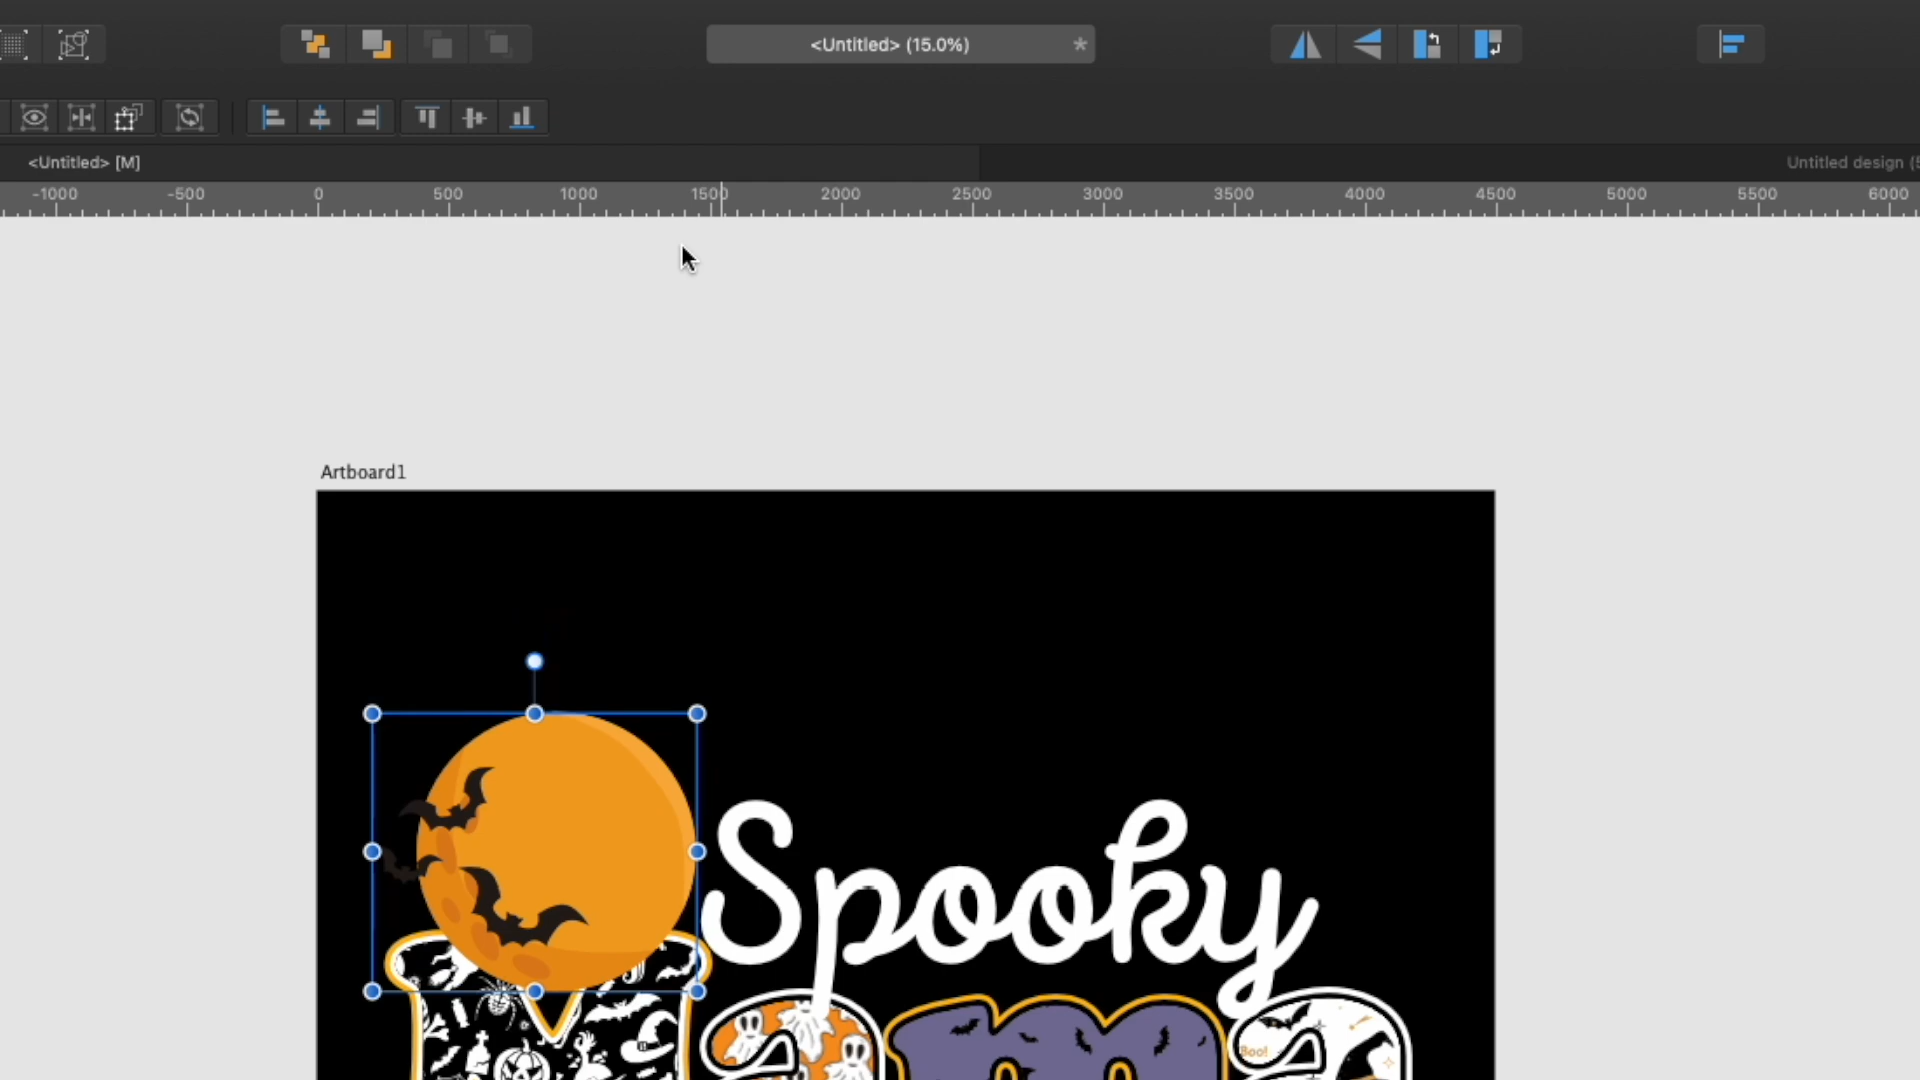 <Untitled> (15.0%)
*
<Untitled> [M]
Untitled design (
-1000 -500 0 500 1000 1500 2000 2500 3000 3500 4000 4500 5000 5500 6000
Artboard1
Spooky
Mama
Boo!